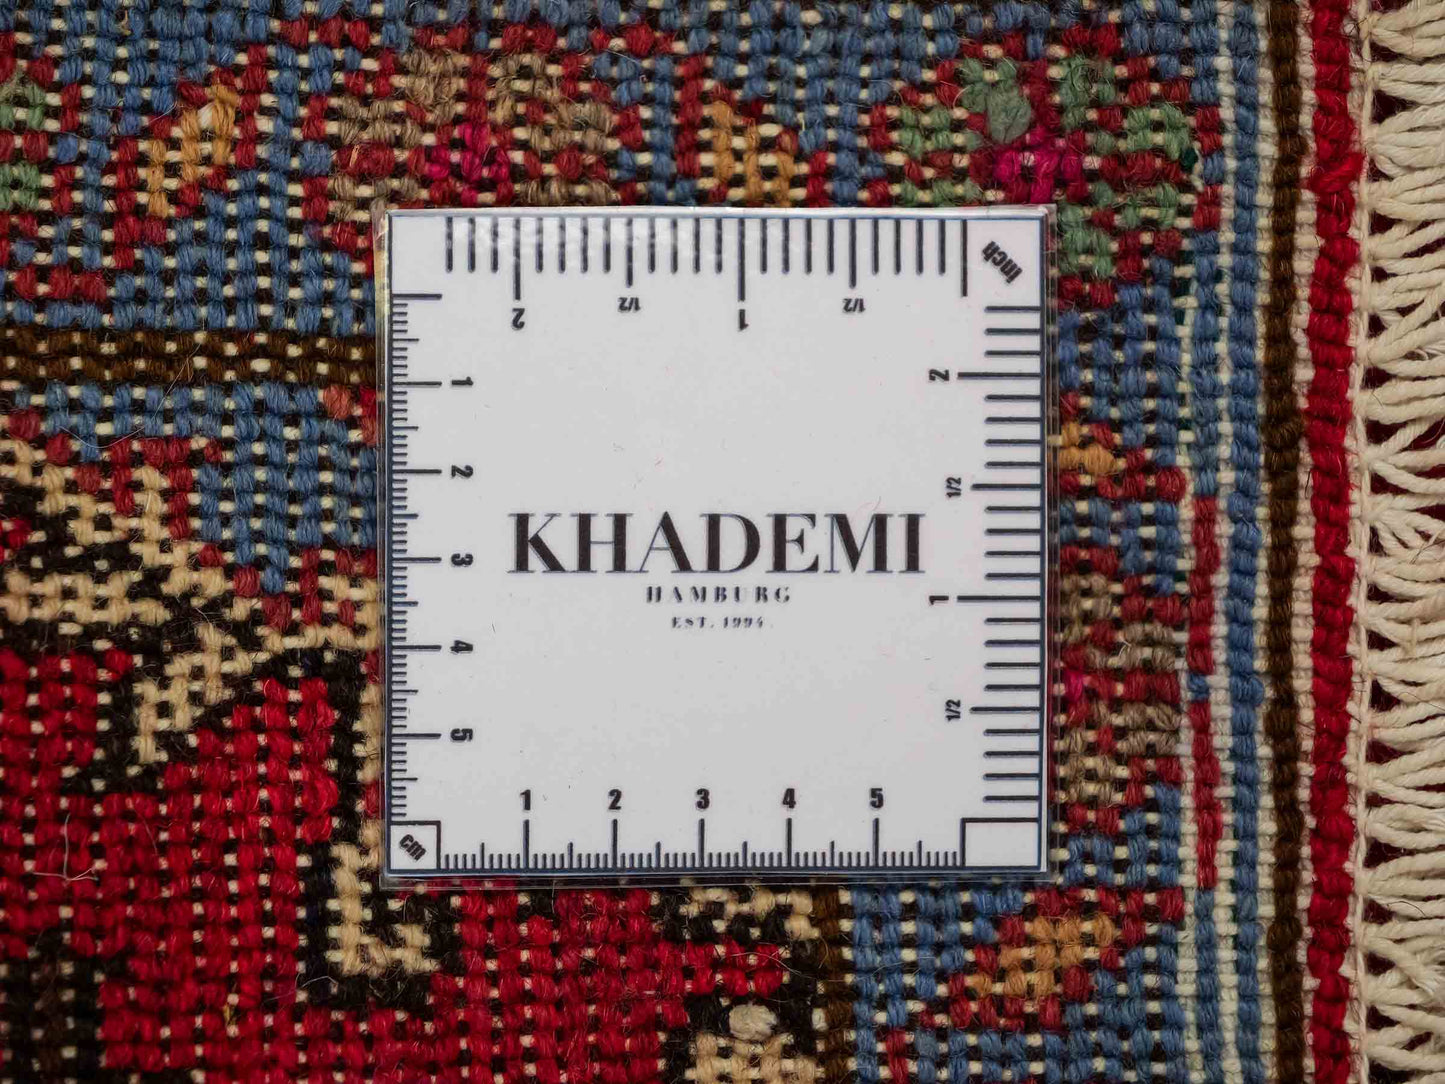 Inch
2 1/2 1 1/2
1
2
3
4
5
2
1/2
1
1/2
KHADEMI
HAMBURG
EST. 1994
1 2 3 4 5
cm